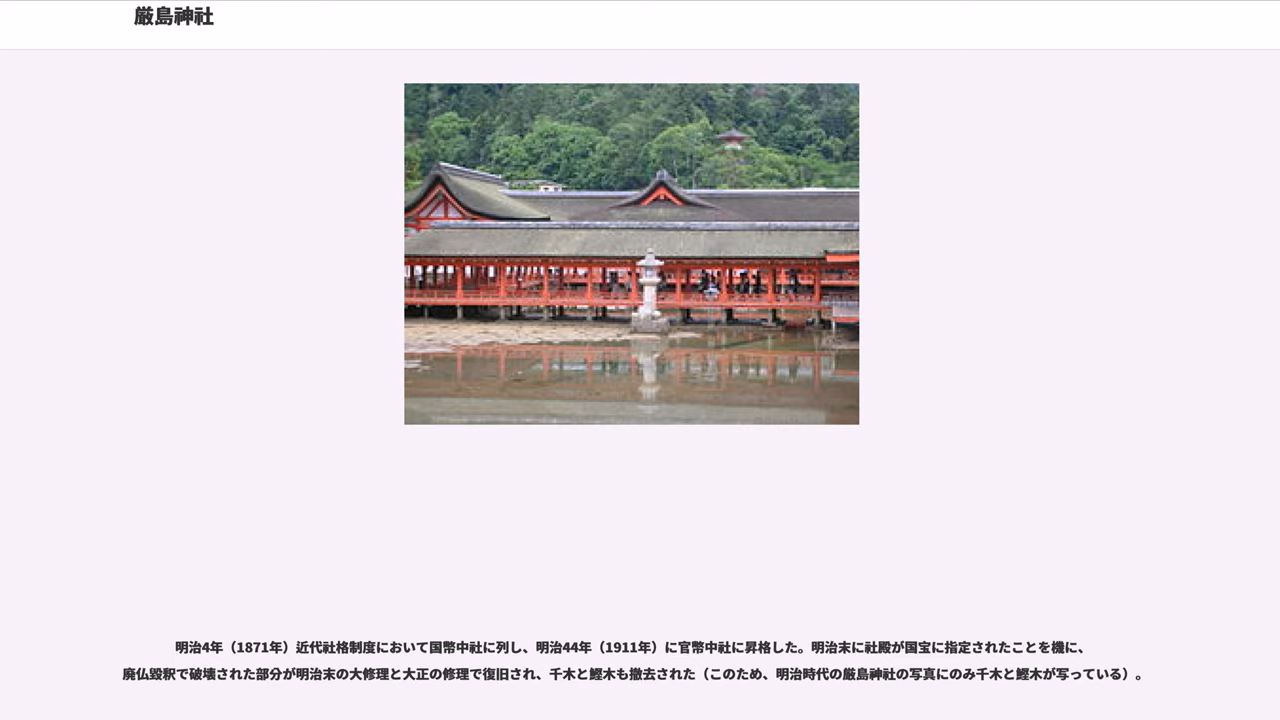 厳島神社
明治4年（1871年）近代社格制度において国幣中社に列し、明治44年（1911年）に官幣中社に昇格した。明治末に社殿が国宝に指定されたことを機に、
廃仏毀釈で破壊された部分が明治末の大修理と大正の修理で復旧され、千木と鰹木も撤去された（このため、明治時代の厳島神社の写真にのみ千木と鰹木が写っている）。